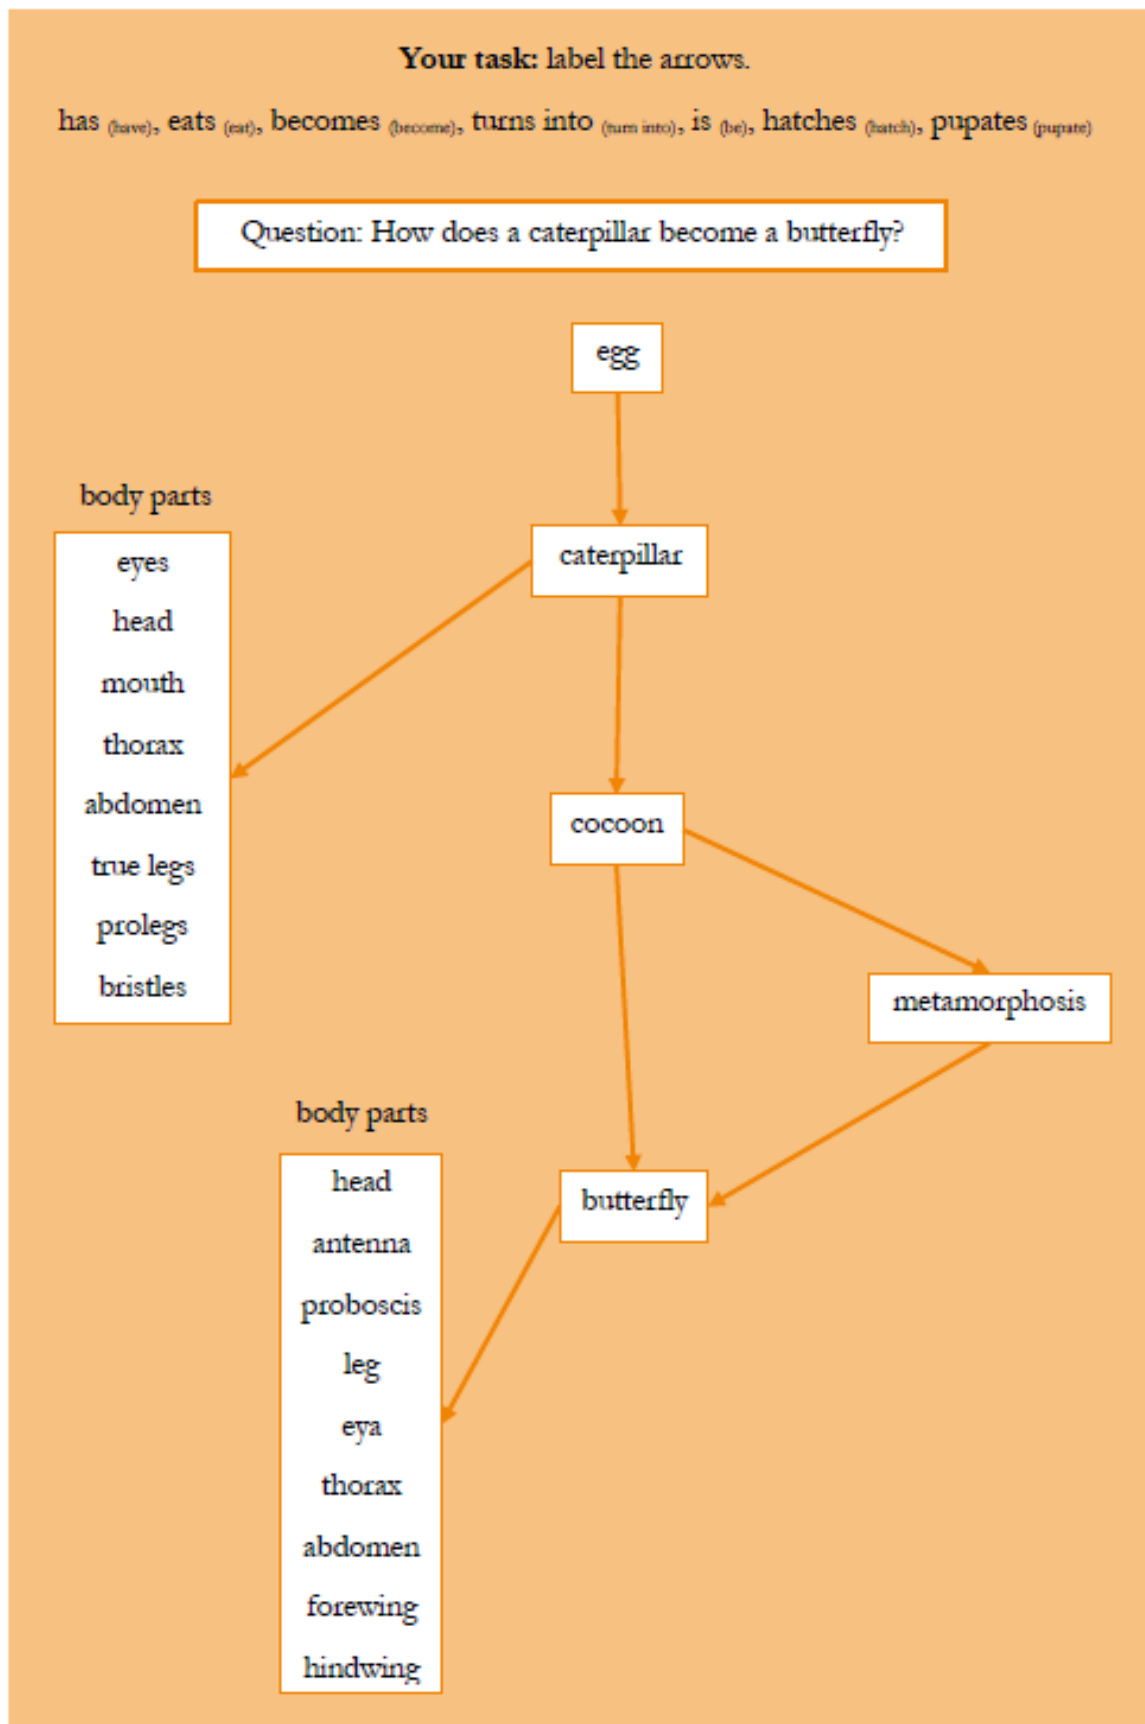 Your task: label the arrows.
has (have), eats (eat), becomes (become), turns into (turn into), is (be), hatches (hatch), pupates (pupate)
Question: How does a caterpillar become a butterfly?
egg
caterpillar
body parts
eyes
head
mouth
thorax
abdomen
true legs
prolegs
bristles
cocoon
metamorphosis
butterfly
body parts
head
antenna
proboscis
leg
eya
thorax
abdomen
forewing
hindwing